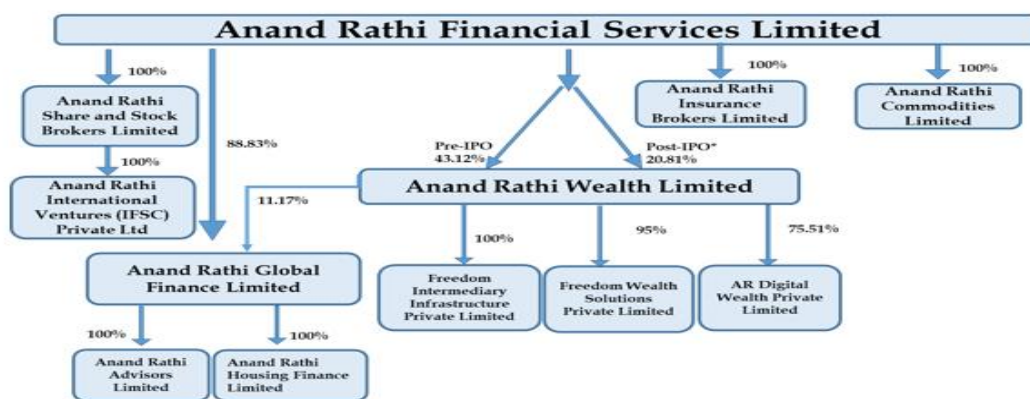 Anand Rathi Financial Services Limited
100%
100%
100%
Anand Rathi
Share and Stock
Brokers Limited
Anand Rathi
Insurance
Brokers Limited
Anand Rathi
Commodities
Limited
88.83%
Pre-IPO
43.12%
Post-IPO*
20.81%
100%
Anand Rathi
International
Ventures (IFSC)
Private Ltd
Anand Rathi Wealth Limited
11.17%
100%
95%
75.51%
Anand Rathi Global
Finance Limited
Freedom
Intermediary
Infrastructure
Private Limited
Freedom Wealth
Solutions
Private Limited
AR Digital
Wealth Private
Limited
100%
100%
Anand Rathi
Advisors
Limited
Anand Rathi
Housing Finance
Limited